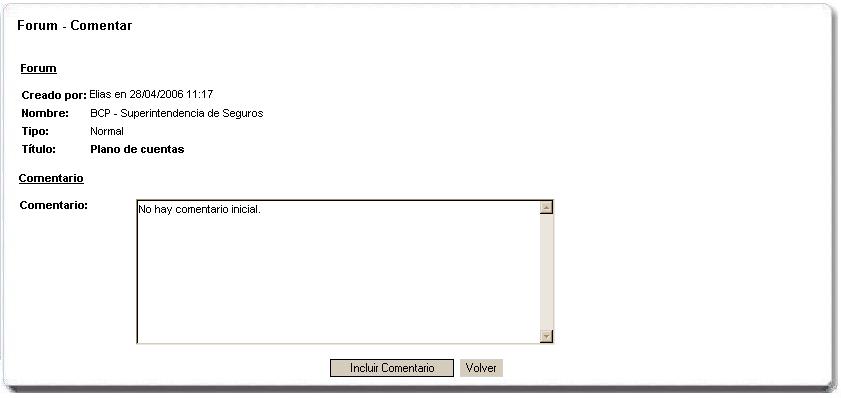 Forum - Comentar
Forum
Creado por: Elias en 28/04/2006 11:17
Nombre: BCP - Superintendencia de Seguros
Tipo: Normal
Título: Plano de cuentas
Comentario
Comentario: No hay comentario inicial.
Incluir Comentario Volver